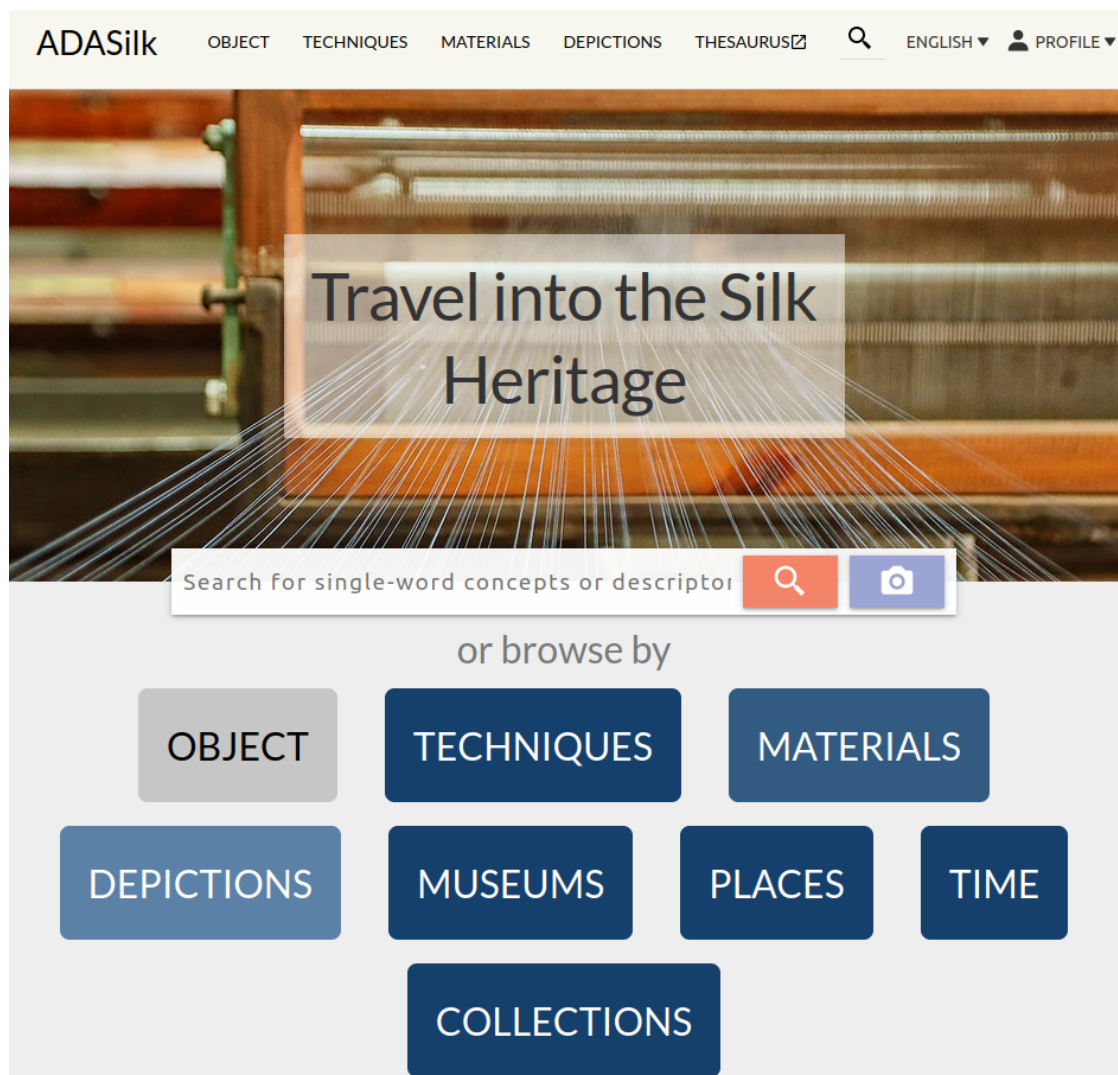 ADASilk OBJECT TECHNIQUES MATERIALS DEPICTIONS THESAURUS ENGLISH PROFILE
Travel into the Silk
Heritage
Search for single-word concepts or descriptor
or browse by
OBJECT TECHNIQUES MATERIALS
DEPICTIONS MUSEUMS PLACES TIME
COLLECTIONS